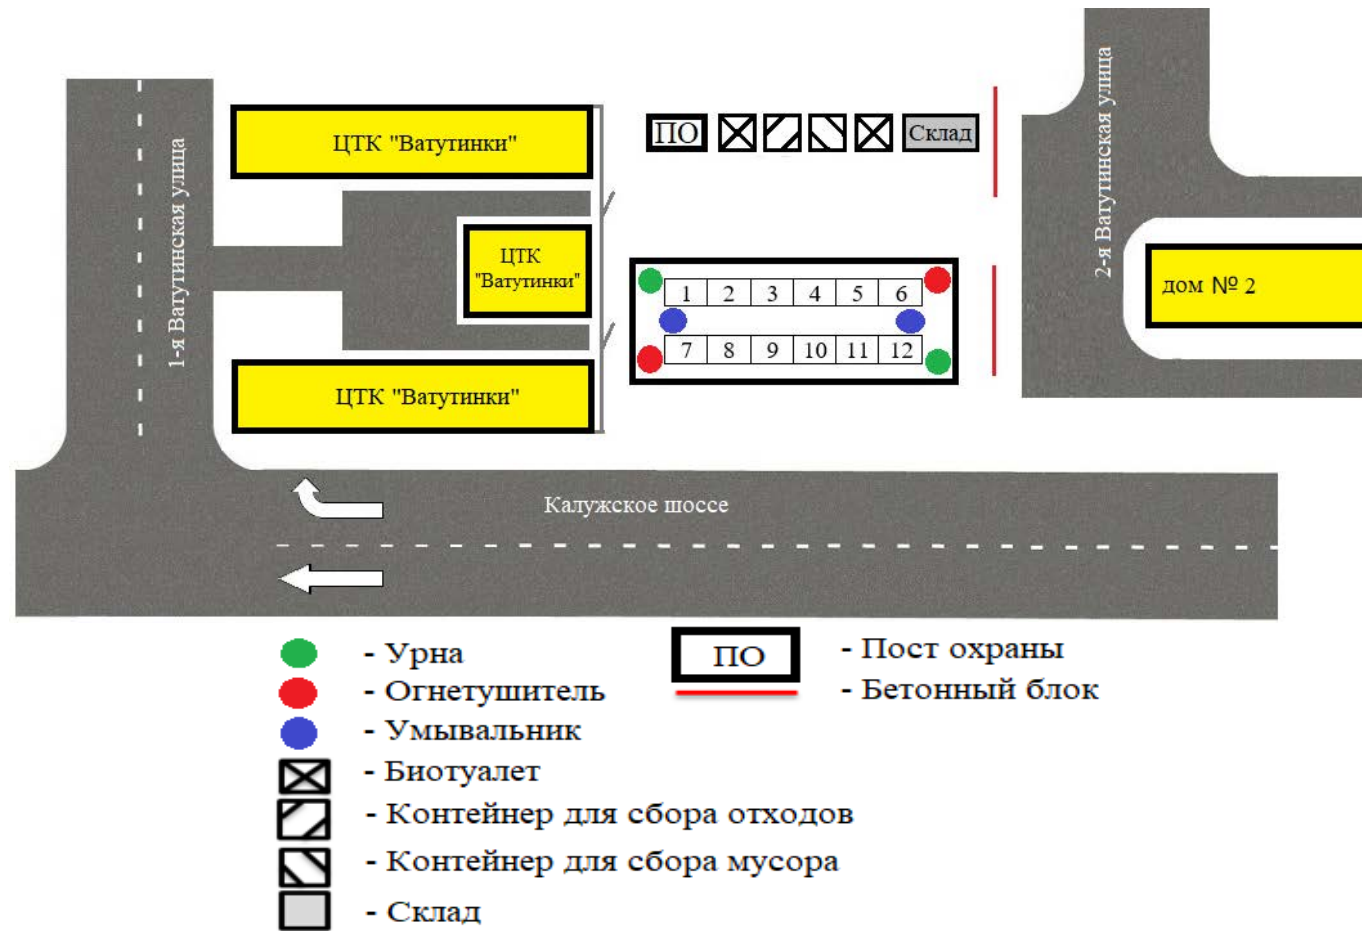 ЦТК "Ватутинки"
ПО
Склад
1-я Ватутинская улица
2-я Ватутинская улица
ЦТК
"Ватутинки"
дом № 2
1 2 3 4 5 6
7 8 9 10 11 12
ЦТК "Ватутинки"
Калужское шоссе
- Урна
- Огнетушитель
- Умывальник
- Биотуалет
- Контейнер для сбора отходов
- Контейнер для сбора мусора
- Склад
ПО
- Пост охраны
- Бетонный блок